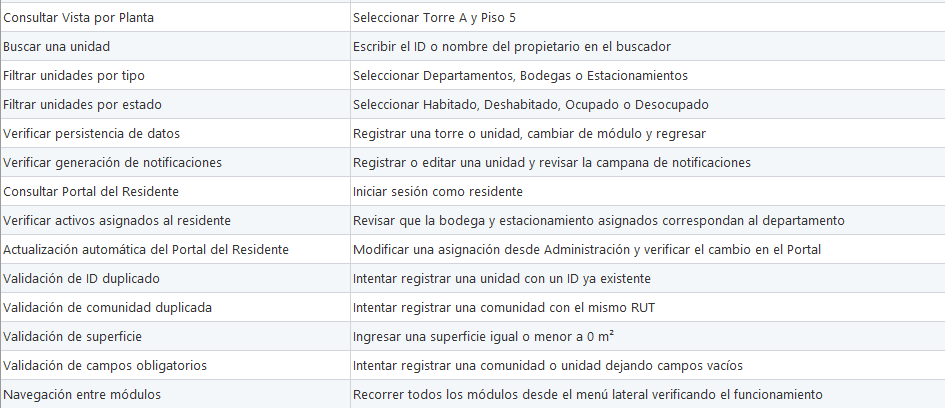 Consultar Vista por Planta Seleccionar Torre A y Piso 5
Buscar una unidad Escribir el ID o nombre del propietario en el buscador
Filtrar unidades por tipo Seleccionar Departamentos, Bodegas o Estacionamientos
Filtrar unidades por estado Seleccionar Habitado, Deshabitado, Ocupado o Desocupado
Verificar persistencia de datos Registrar una torre o unidad, cambiar de módulo y regresar
Verificar generación de notificaciones Registrar o editar una unidad y revisar la campana de notificaciones
Consultar Portal del Residente Iniciar sesión como residente
Verificar activos asignados al residente Revisar que la bodega y estacionamiento asignados correspondan al departamento
Actualización automática del Portal del Residente Modificar una asignación desde Administración y verificar el cambio en el Portal
Validación de ID duplicado Intentar registrar una unidad con un ID ya existente
Validación de comunidad duplicada Intentar registrar una comunidad con el mismo RUT
Validación de superficie Ingresar una superficie igual o menor a 0 m²
Validación de campos obligatorios Intentar registrar una comunidad o unidad dejando campos vacíos
Navegación entre módulos Recorrer todos los módulos desde el menú lateral verificando el funcionamiento